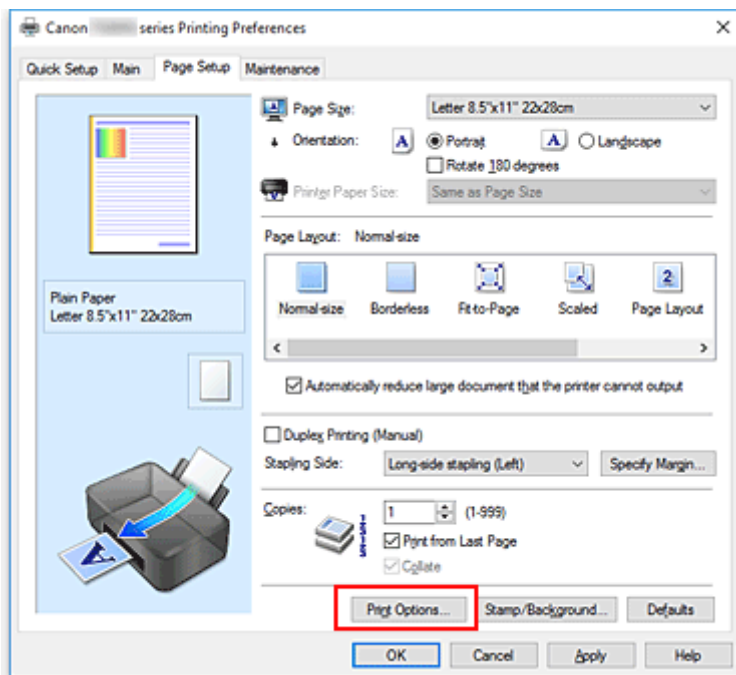 Canon series Printing Preferences
Quick Setup Main Page Setup Maintenance
Page Size: Letter 8.5"x11" 22x28cm
Orientation: A Portrait A Landscape
Rotate 180 degrees
Printer Paper Size: Same as Page Size
Page Layout: Normal-size
2
Normal-size Borderless Fit-to-Page Scaled Page Layout
Plain Paper
Letter 8.5"x11" 22x28cm
Automatically reduce large document that the printer cannot output
Duplex Printing (Manual)
Stapling Side: Long-side stapling (Left) Specify Margin...
Copies: 1 (1-999)
Print from Last Page
Collate
A
Print Options... Stamp/Background... Defaults
OK Cancel Apply Help